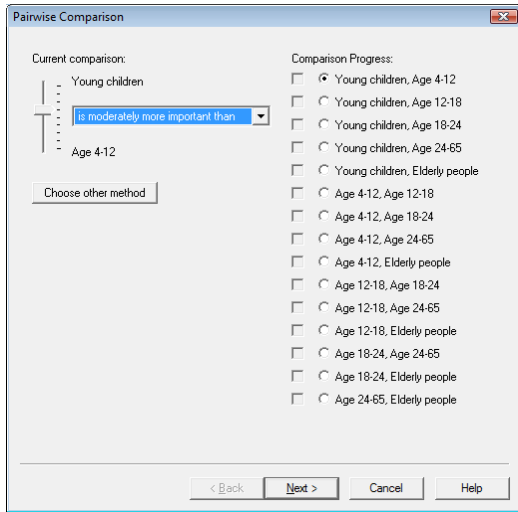 Pairwise Comparison
Current comparison:
Young children
is moderately more important than
Age 4-12
Choose other method
Comparison Progress:
Young children, Age 4-12
Young children, Age 12-18
Young children, Age 18-24
Young children, Age 24-65
Young children, Elderly people
Age 4-12, Age 12-18
Age 4-12, Age 18-24
Age 4-12, Age 24-65
Age 4-12, Elderly people
Age 12-18, Age 18-24
Age 12-18, Age 24-65
Age 12-18, Elderly people
Age 18-24, Age 24-65
Age 18-24, Elderly people
Age 24-65, Elderly people
< Back
Next >
Cancel
Help